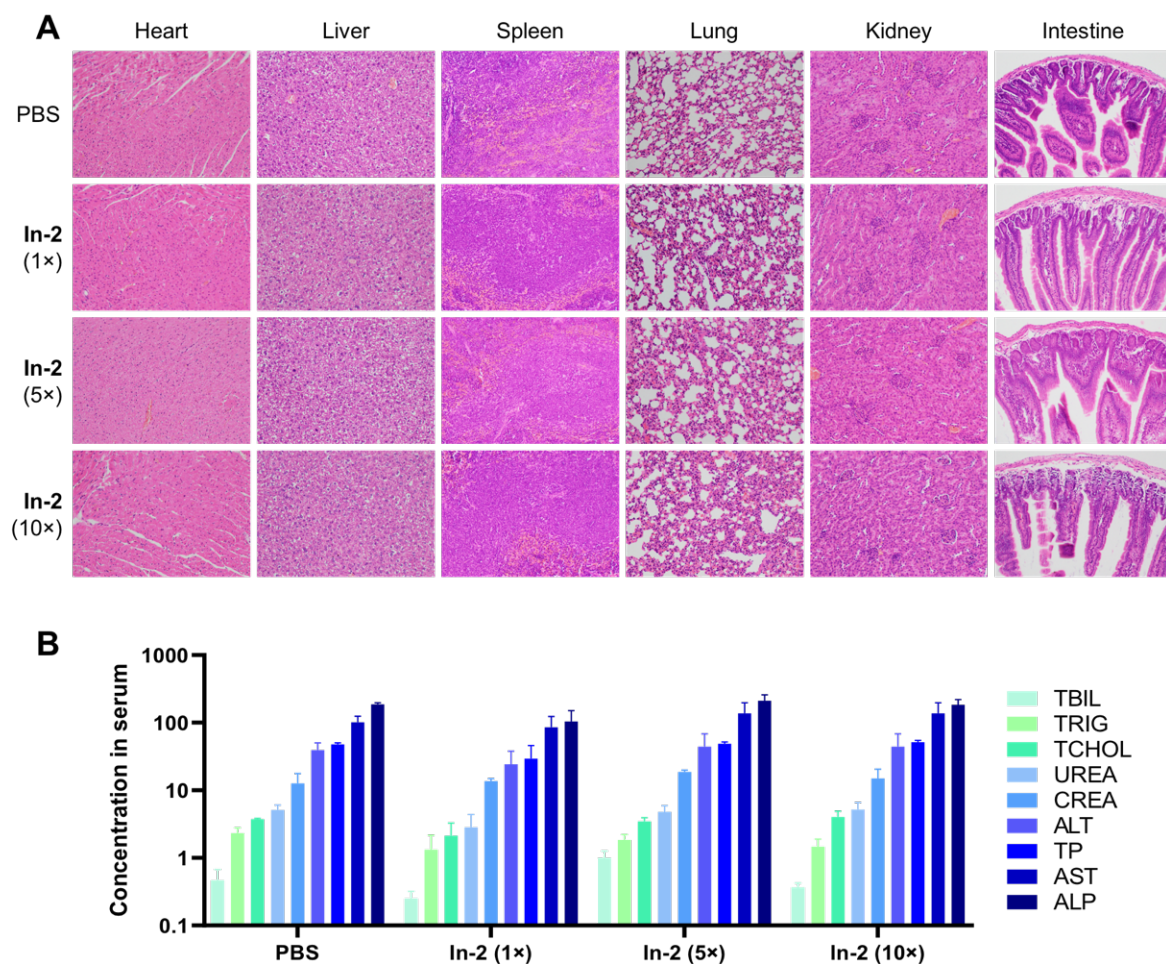 A
Heart Liver Spleen Lung Kidney Intestine
PBS
In-2
(1×)
In-2
(5×)
In-2
(10×)
B
Concentration in serum
1000
100
10
1
0.1
PBS In-2 (1×) In-2 (5×) In-2 (10×)
TBIL
TRIG
TCHOL
UREA
CREA
ALT
TP
AST
ALP